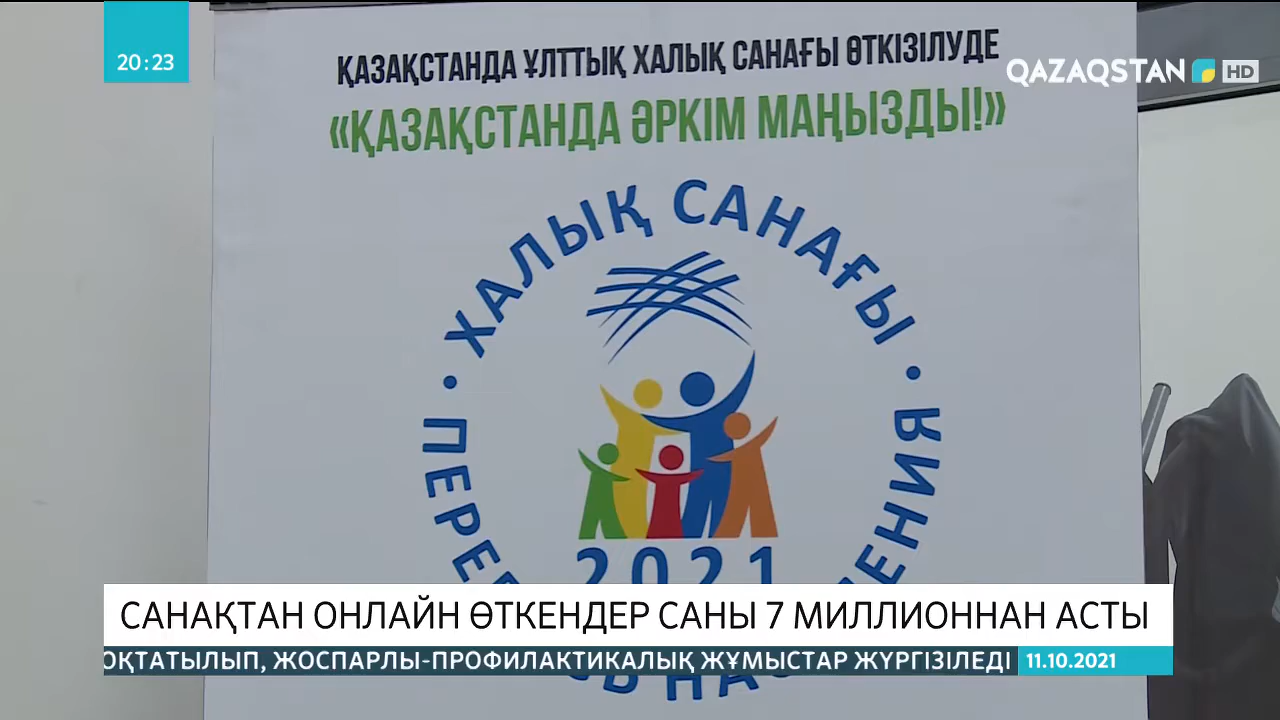 20:23
ҚАЗАҚСТАНДА ҰЛТТЫҚ ХАЛЫҚ САНАҒЫ ӨТКІЗІЛУДЕ
QAZAQSTAN HD
«ҚАЗАҚСТАНДА ӘРКІМ МАҢЫЗДЫ!»
• ХАЛЫҚ САНАҒЫ •
2021
САНАҚТАН ОНЛАЙН ӨТКЕНДЕР САНЫ 7 МИЛЛИОННАН АСТЫ
ЖОСПАРЛЫ-ПРОФИЛАКТИКАЛЫҚ ЖҰМЫСТАР ЖҮРГІЗІЛЕДІ
11.10.2021